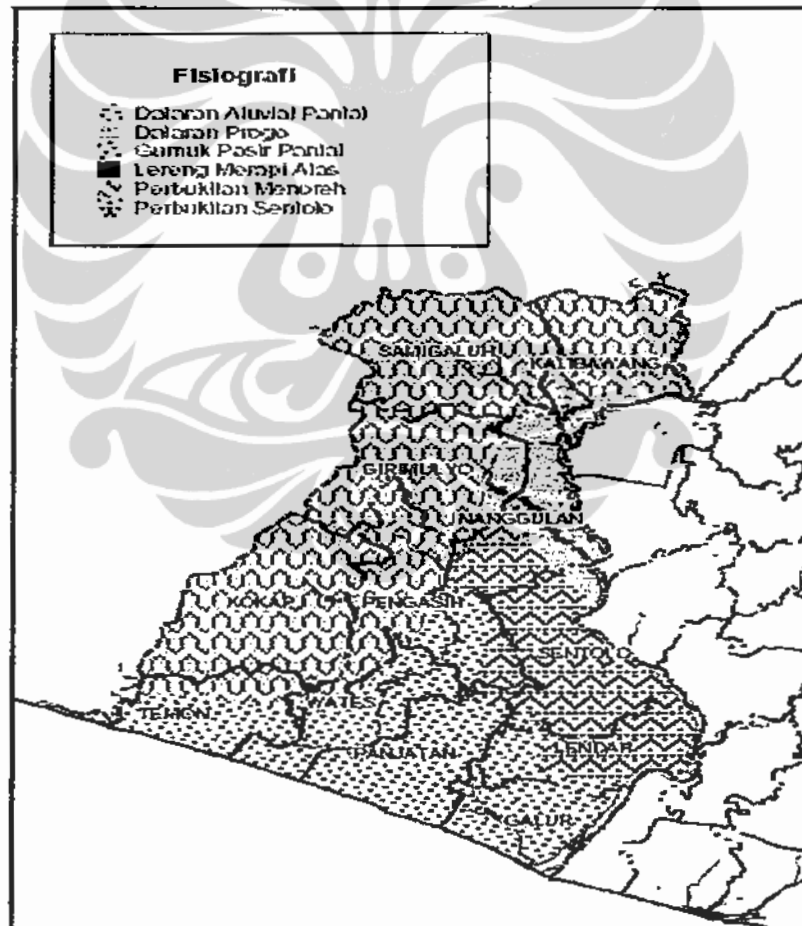 Fisiografi
Dataran Aluvial Pantai
Dataran Progo
Gumuk Pasir Pantai
Lereng Merapi Atas
Perbukitan Menoreh
Perbukitan Sentolo
SAMIGALUH
KALIBAWANG
GIRIMULYO
NANGGULAN
KOKAP
PENGASIH
SENTOLO
TEMON
WATES
PANJATAN
LENDAH
GALUR